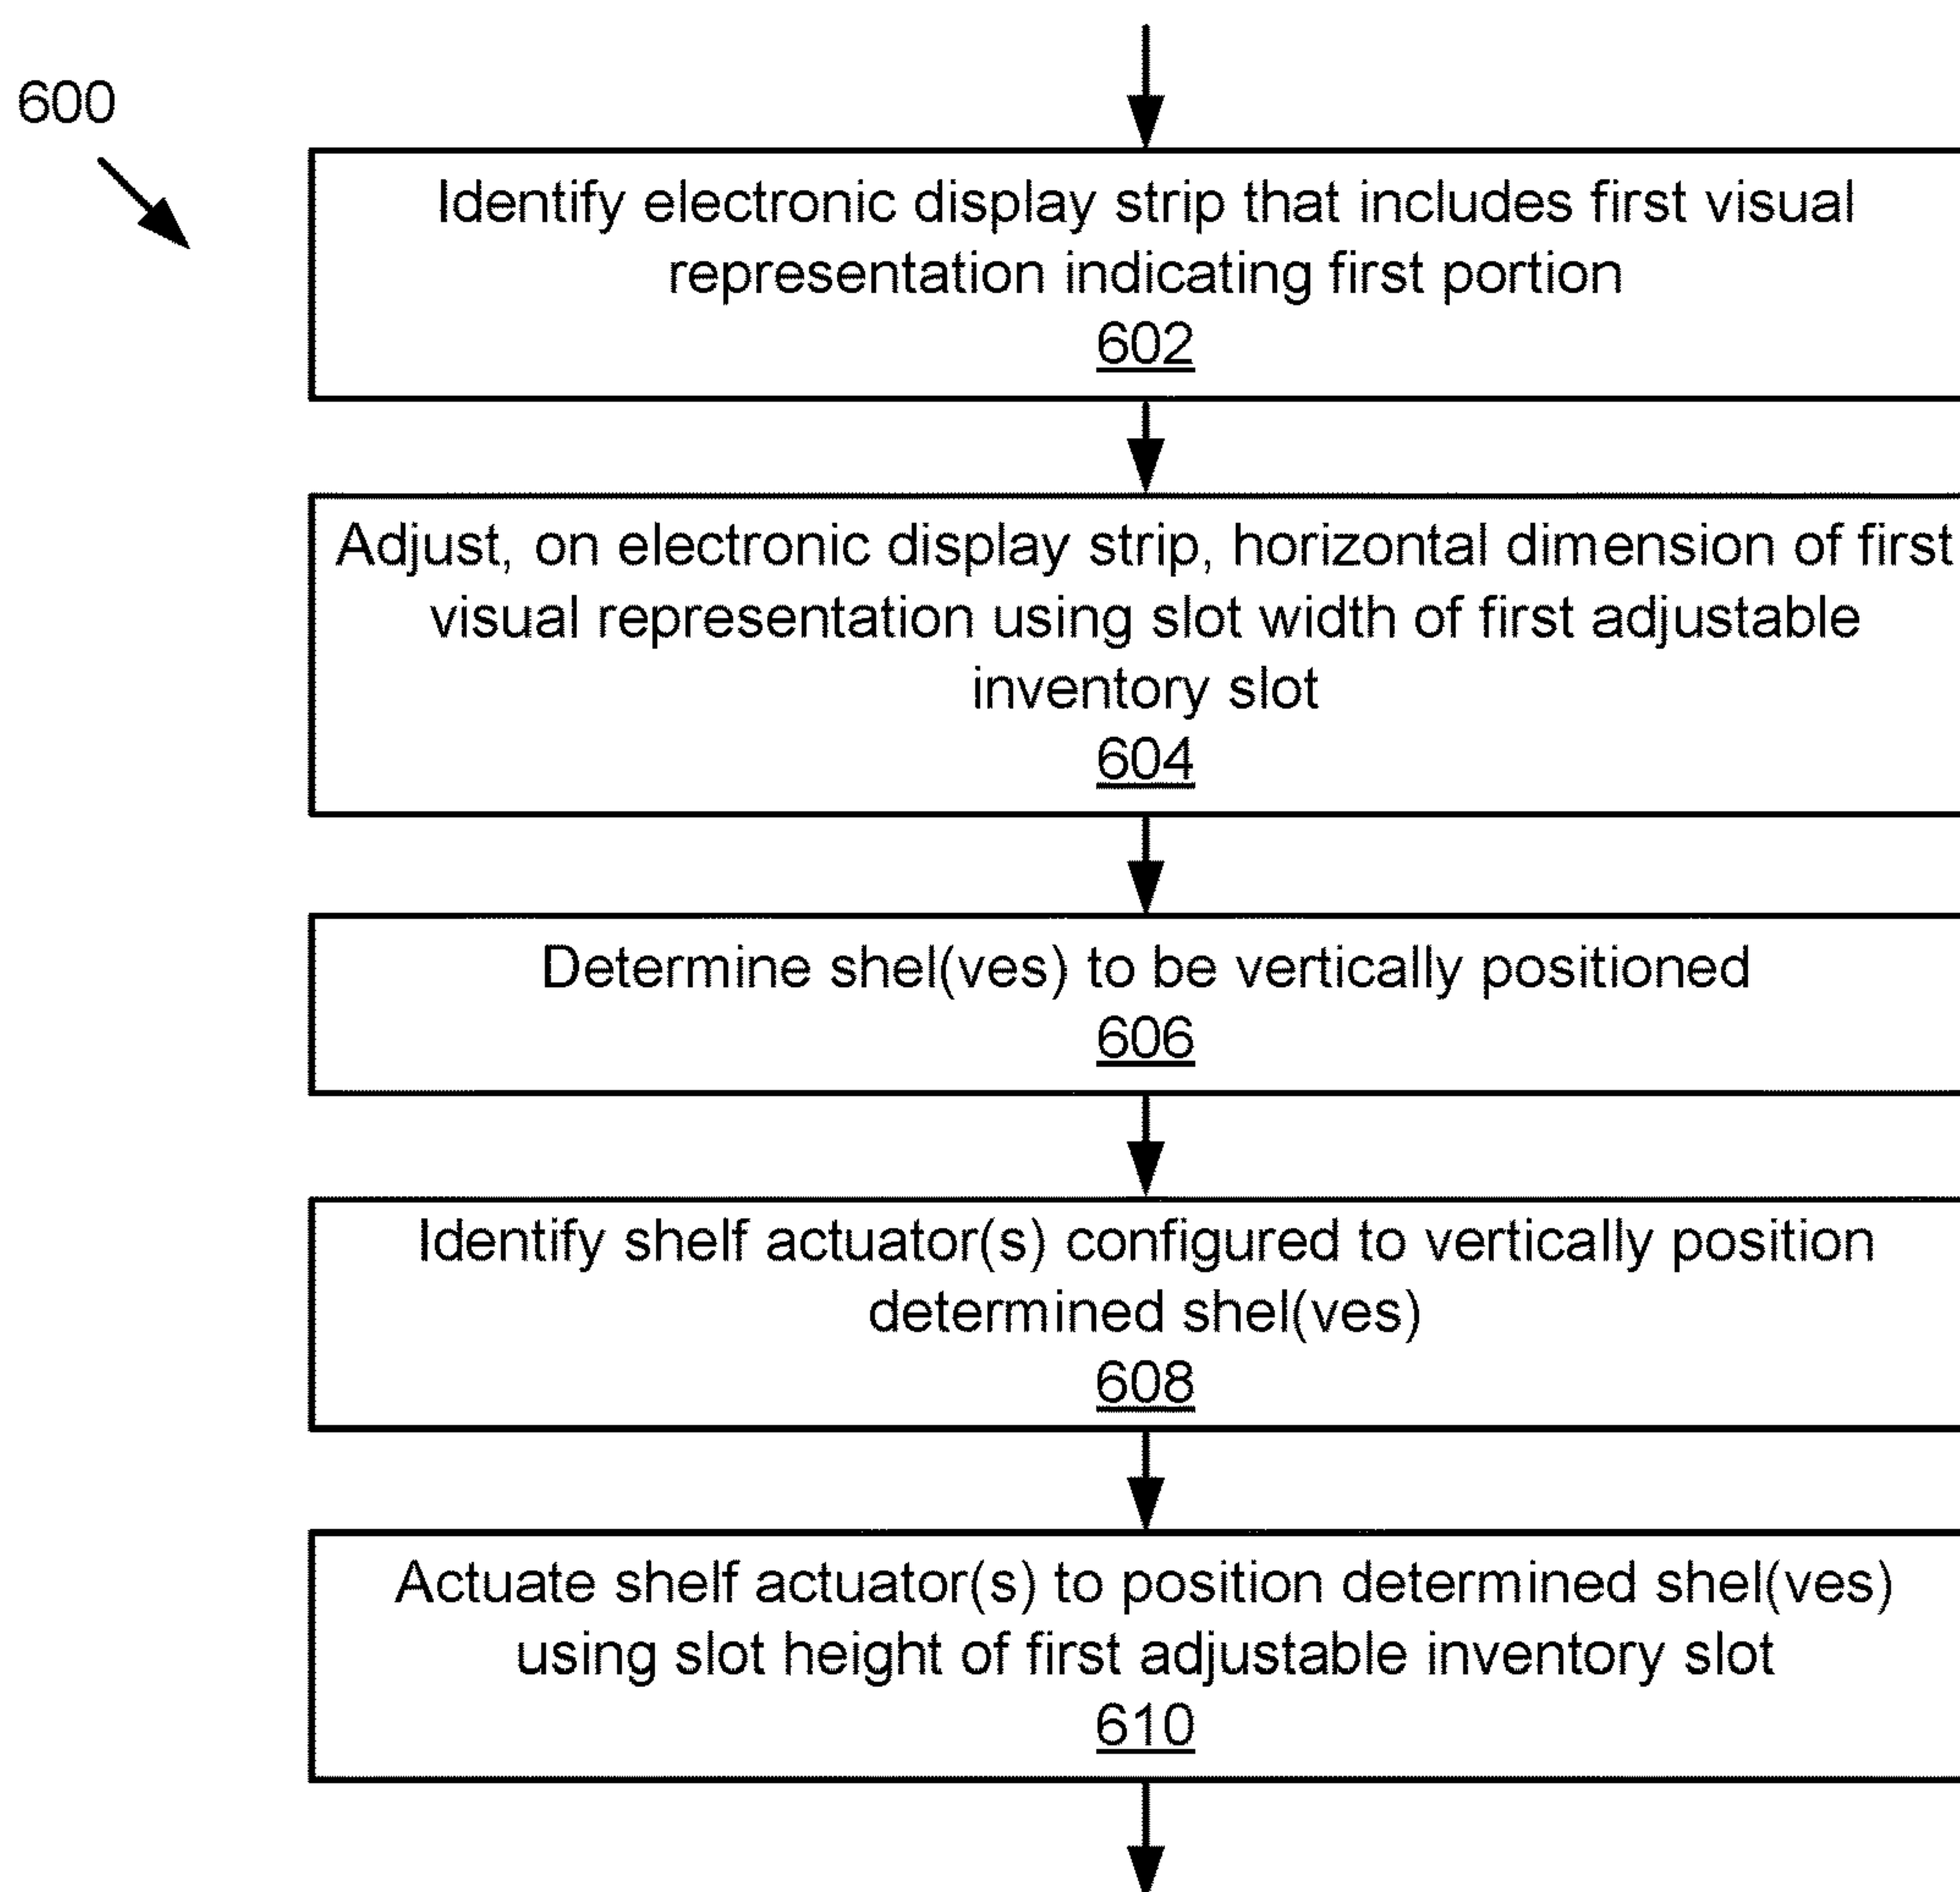 600
Identify electronic display strip that includes first visual
representation indicating first portion
602
Adjust, on electronic display strip, horizontal dimension of first
visual representation using slot width of first adjustable
inventory slot
604
Determine shel(ves) to be vertically positioned
606
Identify shelf actuator(s) configured to vertically position
determined shel(ves)
608
Actuate shelf actuator(s) to position determined shel(ves)
using slot height of first adjustable inventory slot
610